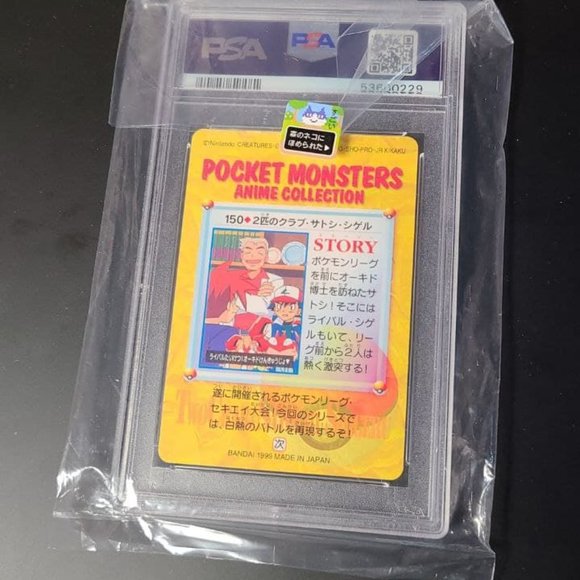 PSA
PSA
53600229
すごい
森のネコに
ほめられた▶
©Nintendo・CREATURES・
POCKET MONSTERS
ANIME COLLECTION
150◆2匹のクラブ・サトシ・シゲル
STORY
ポケモンリーグ
を前にオーキド
博士を訪ねたサ
トシ!そこには
ライバル・シゲ
ルもいて、リー
グ前から2人は
熱く激突する!
遂に開催されるポケモンリーグ・
セキエイ大会!今回のシリーズで
は、白熱のバトルを再現するぞ!
次
BANDAI 1999 MADE IN JAPAN